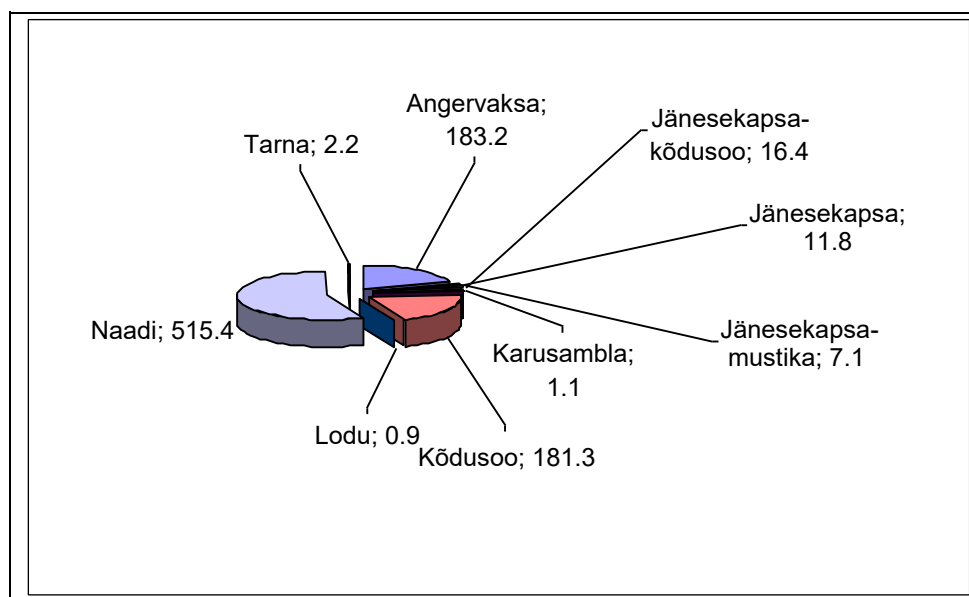 Angervaksa;
183.2
Jänesekapsa-
kõdusoo; 16.4
Tarna; 2.2
Jänesekapsa;
11.8
Naadi; 515.4
Karusambla;
1.1
Jänesekapsa-
mustika; 7.1
Lodu; 0.9
Kõdusoo; 181.3